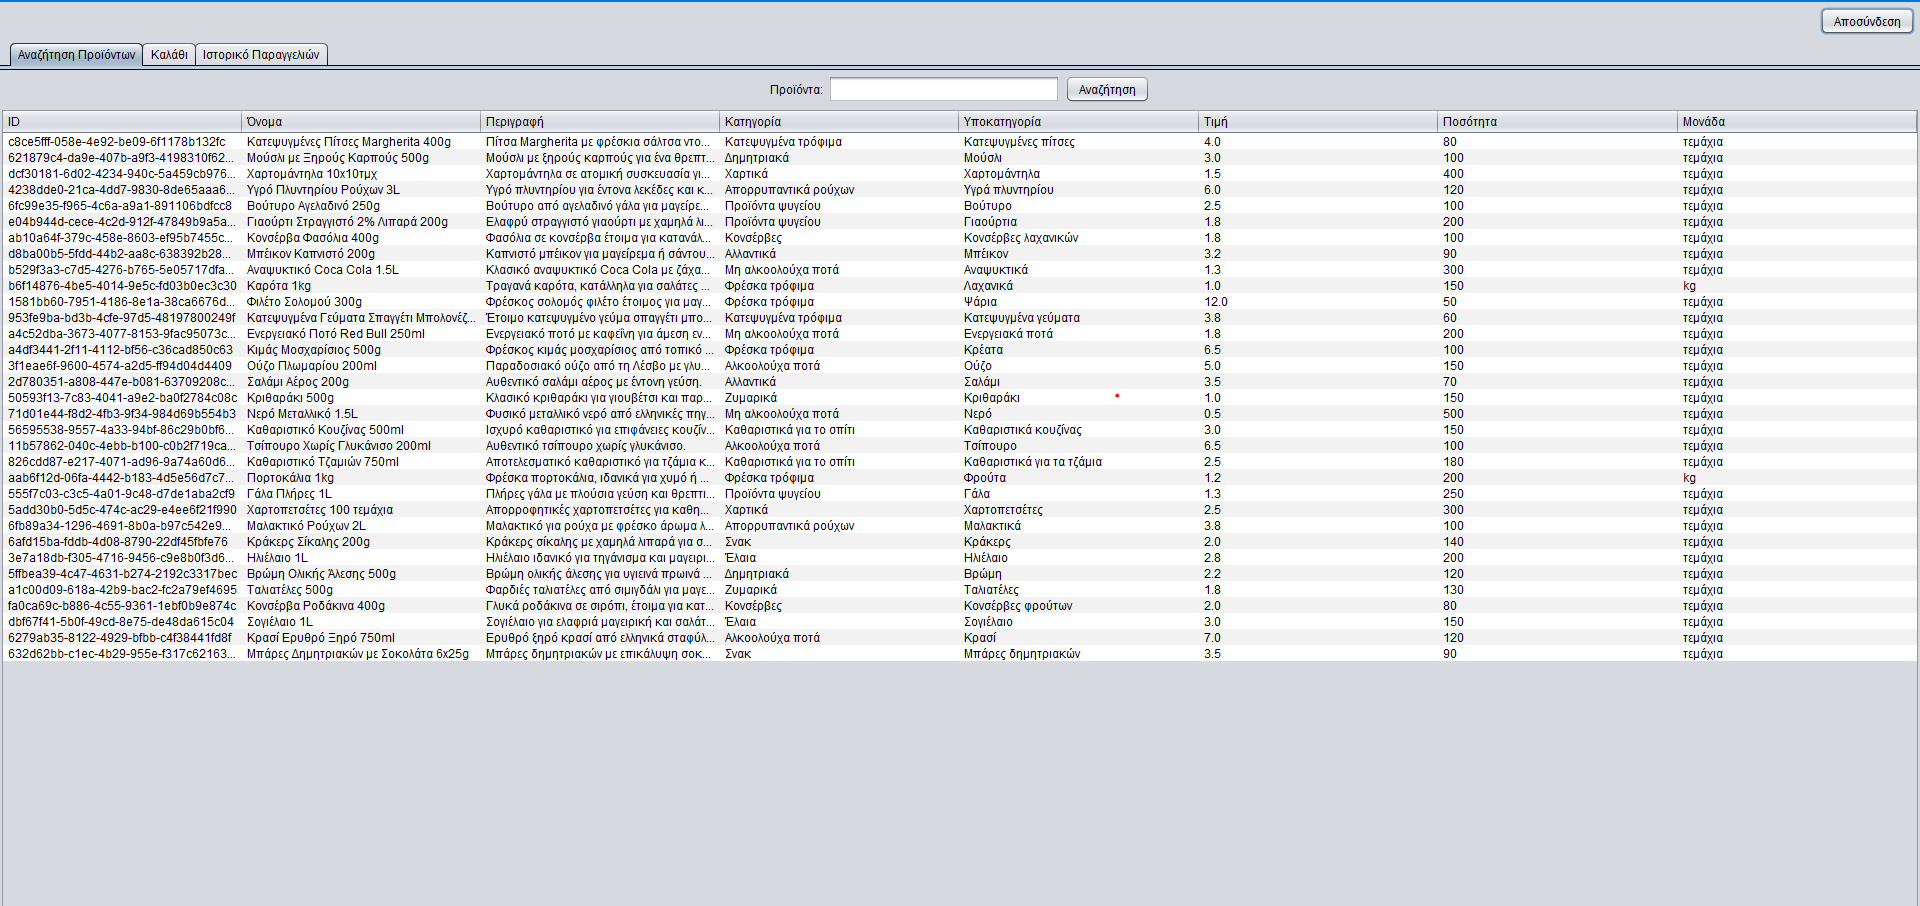 Αποσύνδεση
Αναζήτηση Προϊόντων Καλάθι Ιστορικό Παραγγελιών
Προϊόντα: Αναζήτηση
ID Όνομα Περιγραφή Κατηγορία Υποκατηγορία Τιμή Ποσότητα Μονάδα
c8ce5fff-058e-4e92-be09-6f1178b132fc Κατεψυγμένες Πίτσες Margherita 400g Πίτσα Margherita με φρέσκια σάλτσα ντο... Κατεψυγμένα τρόφιμα Κατεψυγμένες πίτσες 4.0 80 τεμάχια
621879c4-da9e-407b-a9f3-4198310f62... Μούσλι με Ξηρούς Καρπούς 500g Μούσλι με ξηρούς καρπούς για ένα θρεπτ... Δημητριακά Μούσλι 3.0 100 τεμάχια
dcf30181-6d02-4234-940c-5a459cb976... Χαρτομάντηλα 10x10τμχ Χαρτομάντηλα σε ατομική συσκευασία γι... Χαρτικά Χαρτομάντηλα 1.5 400 τεμάχια
4238dde0-21ca-4dd7-9830-8de65aaa6... Υγρό Πλυντηρίου Ρούχων 3L Υγρό πλυντηρίου για έντονα λεκέδες και κ... Απορρυπαντικά ρούχων Υγρά πλυντηρίου 6.0 120 τεμάχια
6fc99e35-f965-4c6a-a9a1-891106bdfcc8 Βούτυρο Αγελαδινό 250g Βούτυρο από αγελαδινό γάλα για μαγείρε... Προϊόντα ψυγείου Βούτυρο 2.5 100 τεμάχια
e04b944d-cece-4c2d-912f-47849b9a5a... Γιαούρτι Στραγγιστό 2% Λιπαρά 200g Ελαφρύ στραγγιστό γιαούρτι με χαμηλά λι... Προϊόντα ψυγείου Γιαούρτια 1.8 200 τεμάχια
ab10a64f-379c-458e-8603-ef95b7455c... Κονσέρβα Φασόλια 400g Φασόλια σε κονσέρβα έτοιμα για κατανάλ... Κονσέρβες Κονσέρβες λαχανικών 1.8 100 τεμάχια
d8ba00b5-5fdd-44b2-aa8c-638392b28... Μπέικον Καπνιστό 200g Καπνιστό μπέικον για μαγείρεμα ή σάντου... Αλλαντικά Μπέικον 3.2 90 τεμάχια
b529f3a3-c7d5-4276-b765-5e05717dfa... Αναψυκτικό Coca Cola 1.5L Κλασικό αναψυκτικό Coca Cola με ζάχα... Μη αλκοολούχα ποτά Αναψυκτικά 1.3 300 τεμάχια
b6f14876-4be5-4014-9e5c-fd03b0ec3c30 Καρότα 1kg Τραγανά καρότα, κατάλληλα για σαλάτες ... Φρέσκα τρόφιμα Λαχανικά 1.0 150 kg
1581bb60-7951-4186-8e1a-38ca6676d... Φιλέτο Σολομού 300g Φρέσκος σολομός φιλέτο έτοιμος για μαγ... Φρέσκα τρόφιμα Ψάρια 12.0 50 τεμάχια
953fe9ba-bd3b-4cfe-97d5-48197800249f Κατεψυγμένα Γεύματα Σπαγγέτι Μπολονέζ... Έτοιμο κατεψυγμένο γεύμα σπαγγέτι μπο... Κατεψυγμένα τρόφιμα Κατεψυγμένα γεύματα 3.8 60 τεμάχια
a4c52dba-3673-4077-8153-9fac95073c... Ενεργειακό Ποτό Red Bull 250ml Ενεργειακό ποτό με καφεΐνη για άμεση εν... Μη αλκοολούχα ποτά Ενεργειακά ποτά 1.8 200 τεμάχια
a4df3441-2f11-4112-bf56-c36cad850c63 Κιμάς Μοσχαρίσιος 500g Φρέσκος κιμάς μοσχαρίσιος από τοπικό ... Φρέσκα τρόφιμα Κρέατα 6.5 100 τεμάχια
3f1eae6f-9600-4574-a2d5-ff94d04d4409 Ούζο Πλωμαρίου 200ml Παραδοσιακό ούζο από τη Λέσβο με γλυ... Αλκοολούχα ποτά Ούζο 5.0 150 τεμάχια
2d780351-a808-447e-b081-63709208c... Σαλάμι Αέρος 200g Αυθεντικό σαλάμι αέρος με έντονη γεύση. Αλλαντικά Σαλάμι 3.5 70 τεμάχια
50593f13-7c83-4041-a9e2-ba0f2784c08c Κριθαράκι 500g Κλασικό κριθαράκι για γιουβέτσι και παρ... Ζυμαρικά Κριθαράκι 1.0 150 τεμάχια
71d01e44-f8d2-4fb3-9f34-984d69b554b3 Νερό Μεταλλικό 1.5L Φυσικό μεταλλικό νερό από ελληνικές πηγ... Μη αλκοολούχα ποτά Νερό 0.5 500 τεμάχια
56595538-9557-4a33-94bf-86c29b0bf6... Καθαριστικό Κουζίνας 500ml Ισχυρό καθαριστικό για επιφάνειες κουζίν... Καθαριστικά για το σπίτι Καθαριστικά κουζίνας 3.0 150 τεμάχια
11b57862-040c-4ebb-b100-c0b2f719ca... Τσίπουρο Χωρίς Γλυκάνισο 200ml Αυθεντικό τσίπουρο χωρίς γλυκάνισο. Αλκοολούχα ποτά Τσίπουρο 6.5 100 τεμάχια
826cdd87-e217-4071-ad96-9a74a60d6... Καθαριστικό Τζαμιών 750ml Αποτελεσματικό καθαριστικό για τζάμια κ... Καθαριστικά για το σπίτι Καθαριστικά για τα τζάμια 2.5 180 τεμάχια
aab6f12d-06fa-4442-b183-4d5e56d7c7... Πορτοκάλια 1kg Φρέσκα πορτοκάλια, ιδανικά για χυμό ή ... Φρέσκα τρόφιμα Φρούτα 1.2 200 kg
555f7c03-c3c5-4a01-9c48-d7de1aba2cf9 Γάλα Πλήρες 1L Πλήρες γάλα με πλούσια γεύση και θρεπτι... Προϊόντα ψυγείου Γάλα 1.3 250 τεμάχια
5add30b0-5d5c-474c-ac29-e4ee6f21f990 Χαρτοπετσέτες 100 τεμάχια Απορροφητικές χαρτοπετσέτες για καθη... Χαρτικά Χαρτοπετσέτες 2.5 300 τεμάχια
6fb89a34-1296-4691-8b0a-b97c542e9... Μαλακτικό Ρούχων 2L Μαλακτικό για ρούχα με φρέσκο άρωμα λ... Απορρυπαντικά ρούχων Μαλακτικά 3.8 100 τεμάχια
6afd15ba-fddb-4d08-8790-22df45fbfe76 Κράκερς Σίκαλης 200g Κράκερς σίκαλης με χαμηλά λιπαρά για σ... Σνακ Κράκερς 2.0 140 τεμάχια
3e7a18db-f305-4716-9456-c9e8b0f3d6... Ηλιέλαιο 1L Ηλιέλαιο ιδανικό για τηγάνισμα και μαγειρι... Έλαια Ηλιέλαιο 2.8 200 τεμάχια
5ffbea39-4c47-4631-b274-2192c3317bec Βρώμη Ολικής Άλεσης 500g Βρώμη ολικής άλεσης για υγιεινά πρωινά ... Δημητριακά Βρώμη 2.2 120 τεμάχια
a1c00d09-618a-42b9-bac2-fc2a79ef4695 Ταλιατέλες 500g Φαρδιές ταλιατέλες από σιμιγδάλι για μαγε... Ζυμαρικά Ταλιατέλες 1.8 130 τεμάχια
fa0ca69c-b886-4c55-9361-1ebf0b9e874c Κονσέρβα Ροδάκινα 400g Γλυκά ροδάκινα σε σιρόπι, έτοιμα για κατ... Κονσέρβες Κονσέρβες φρούτων 2.0 80 τεμάχια
dbf67f41-5b0f-49cd-8e75-de48da615c04 Σογιέλαιο 1L Σογιέλαιο για ελαφριά μαγειρική και σαλάτ... Έλαια Σογιέλαιο 3.0 150 τεμάχια
6279ab35-8122-4929-bfbb-c4f38441fd8f Κρασί Ερυθρό Ξηρό 750ml Ερυθρό ξηρό κρασί από ελληνικά σταφύλ... Αλκοολούχα ποτά Κρασί 7.0 120 τεμάχια
632d62bb-c1ec-4b29-955e-f317c62163... Μπάρες Δημητριακών με Σοκολάτα 6x25g Μπάρες δημητριακών με επικάλυψη σοκ... Σνακ Μπάρες δημητριακών 3.5 90 τεμάχια